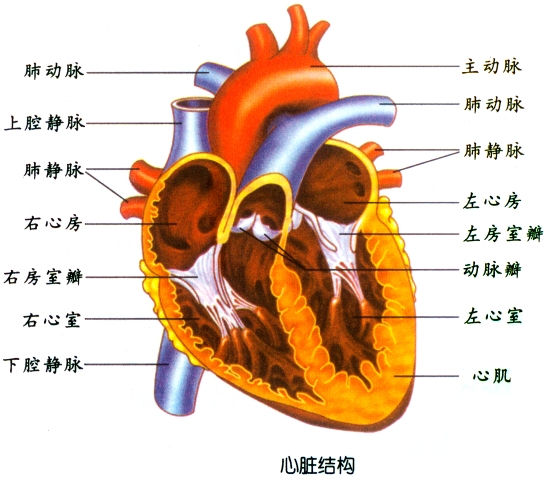 肺动脉
上腔静脉
肺静脉
右心房
右房室瓣
右心室
下腔静脉
主动脉
肺动脉
肺静脉
左心房
左房室瓣
动脉瓣
左心室
心肌
心脏结构